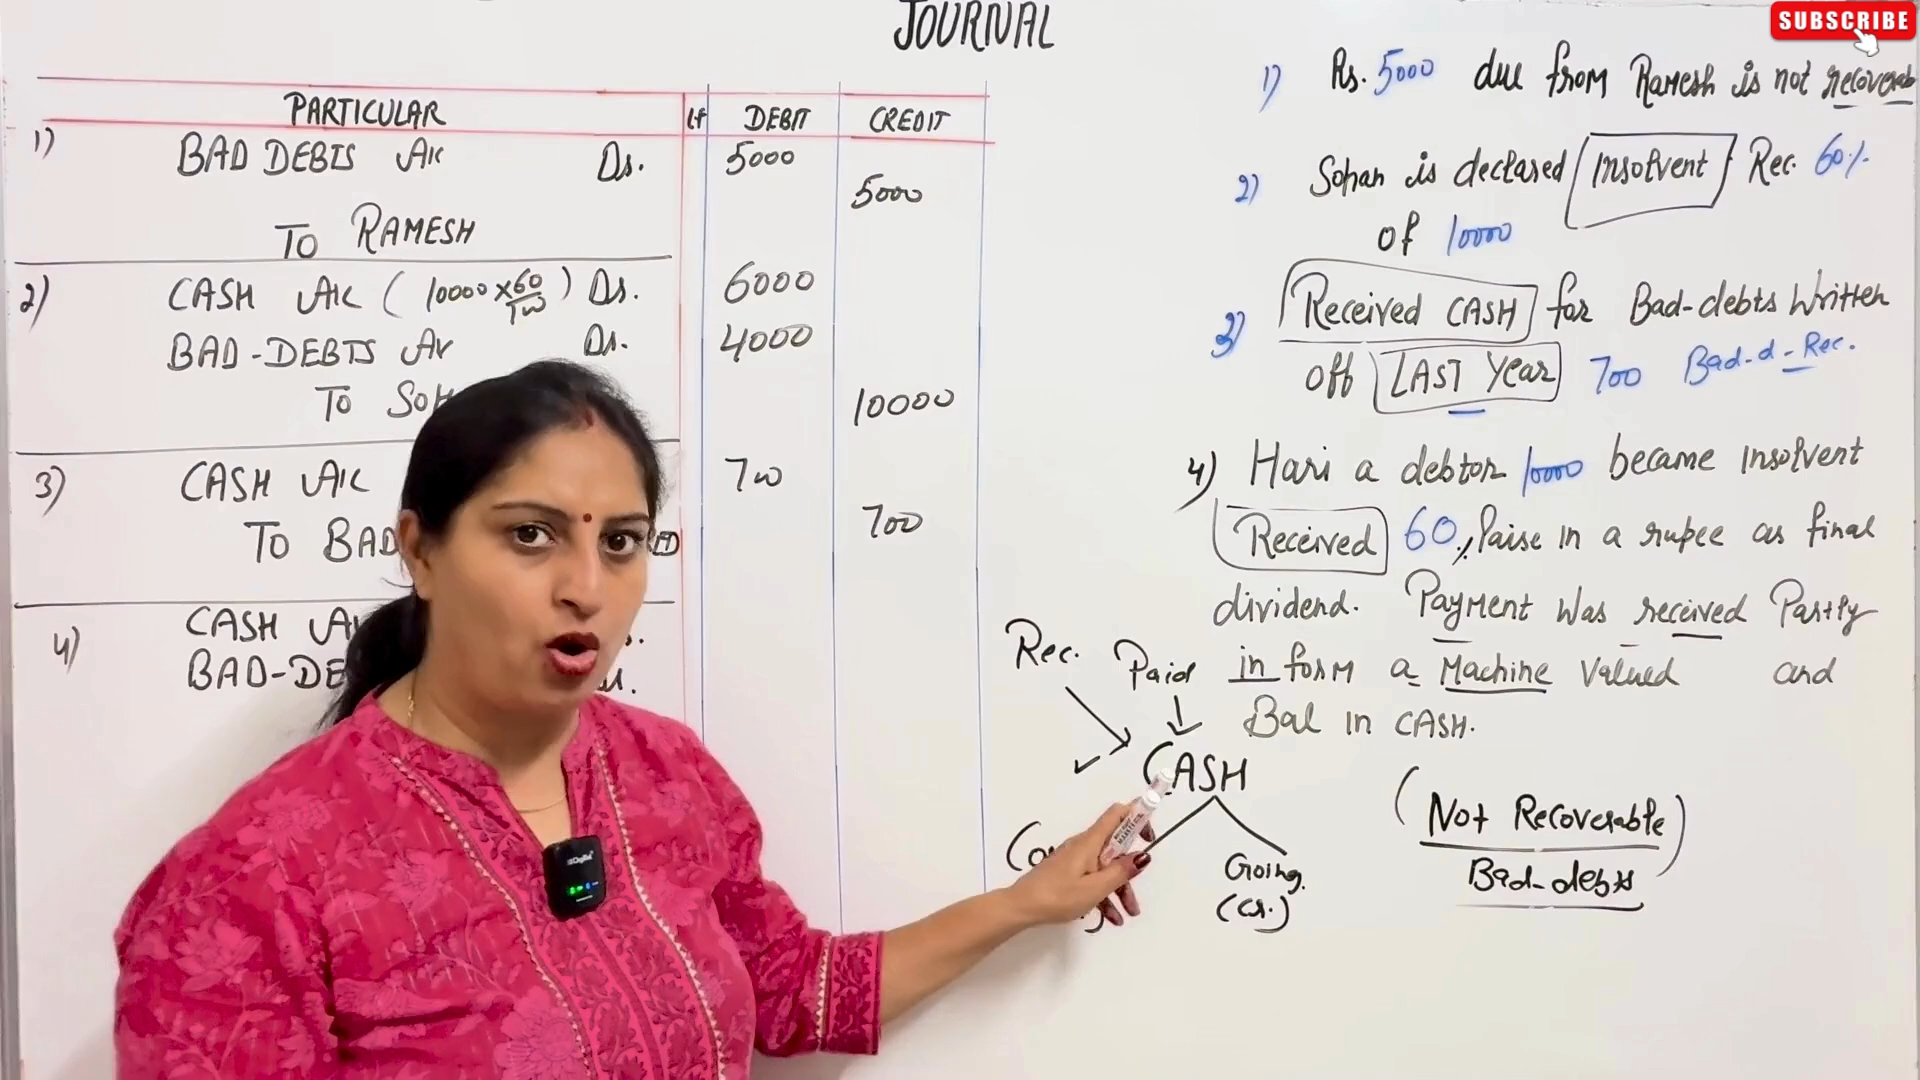 JOURNAL
PARTICULAR Lf DEBIT CREDIT
1) BAD DEBTS A/c Dr. 5000
5000
TO RAMESH
2) CASH A/c (10000 × 60/100) Dr. 6000
BAD-DEBTS A/c Dr. 4000
TO SOH 10000
3) CASH A/c 700
TO BAD ED 700
4) CASH A/c
BAD-DE
SUBSCRIBE
1) Rs. 5000 due from Ramesh is not recoverab
2) Sohan is declared Insolvent Rec. 60%
of 10000
3) Received CASH for Bad-debts Written
off LAST Year 700 Bad-d-Rec.
4) Hari a debtor 10000 became insolvent
Received 60 Paise in a rupee as final
dividend. Payment was received Partly
in form a Machine Valued and
Bal in CASH.
Rec. Paid
CASH
Going
(Cr.)
(Not Recoverable)
Bad-debts